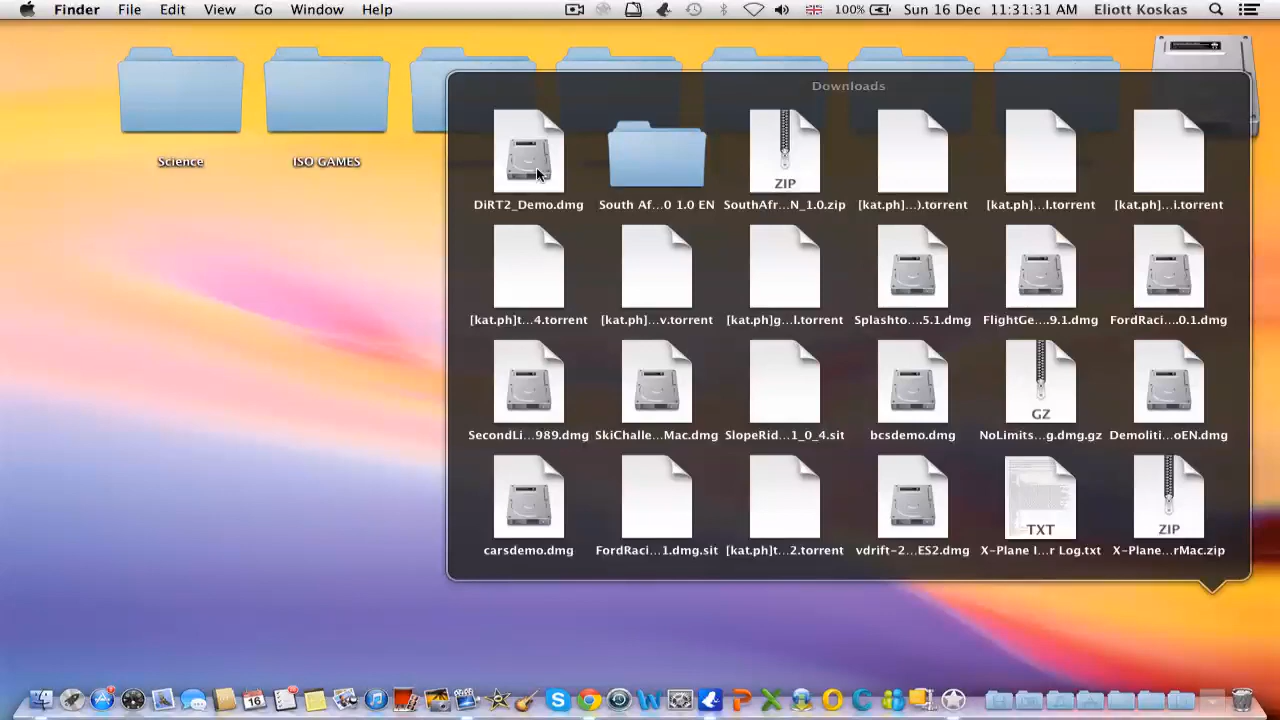 Finder File Edit View Go Window Help 100% Sun 16 Dec 11:31:31 AM Eliott Koskas
Downloads
Science
ISO GAMES
DiRT2_Demo.dmg
South Af...0 1.0 EN
ZIP
SouthAfr...N_1.0.zip
[kat.ph]...).torrent
[kat.ph]...l.torrent
[kat.ph]...i.torrent
[kat.ph]t...4.torrent
[kat.ph]...v.torrent
[kat.ph]g...l.torrent
Splashto....5.1.dmg
FlightGe....9.1.dmg
FordRaci....0.1.dmg
SecondLi...989.dmg
SkiChalle...Mac.dmg
SlopeRid...1_0_4.sit
bcsdemo.dmg
GZ
NoLimits...g.dmg.gz
Demoliti...oEN.dmg
carsdemo.dmg
FordRaci...1.dmg.sit
[kat.ph]t...2.torrent
vdrift-2...ES2.dmg
TXT
X-Plane I...r Log.txt
ZIP
X-Plane...rMac.zip
16